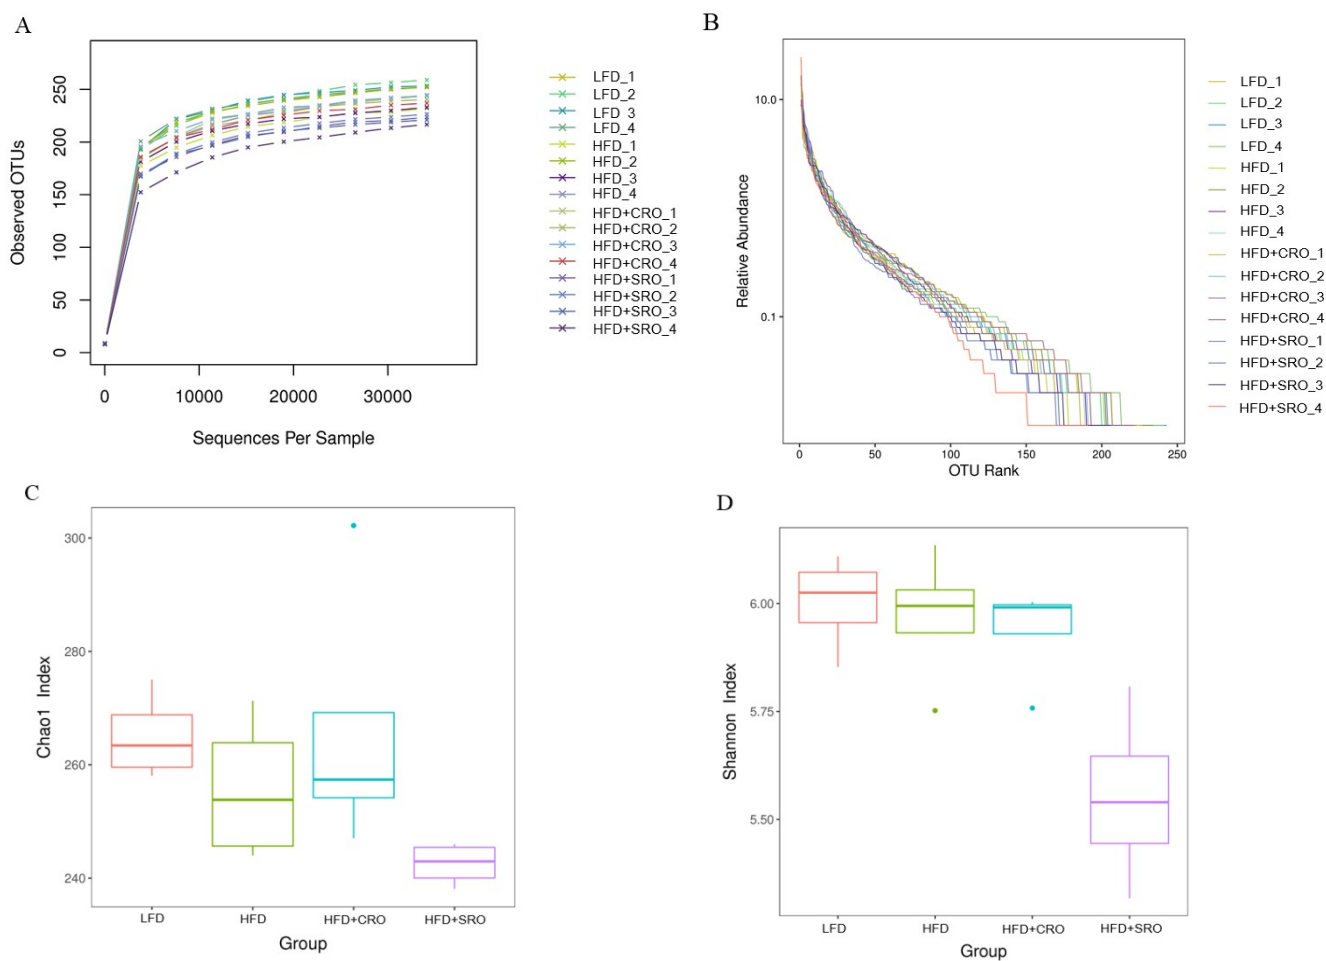 A
Observed OTUs
250
200
150
100
50
0
0 10000 20000 30000
Sequences Per Sample
LFD_1
LFD_2
LFD_3
LFD_4
HFD_1
HFD_2
HFD_3
HFD_4
HFD+CRO_1
HFD+CRO_2
HFD+CRO_3
HFD+CRO_4
HFD+SRO_1
HFD+SRO_2
HFD+SRO_3
HFD+SRO_4
B
Relative Abundance
10.0
0.1
0 50 100 150 200 250
OTU Rank
LFD_1
LFD_2
LFD_3
LFD_4
HFD_1
HFD_2
HFD_3
HFD_4
HFD+CRO_1
HFD+CRO_2
HFD+CRO_3
HFD+CRO_4
HFD+SRO_1
HFD+SRO_2
HFD+SRO_3
HFD+SRO_4
C
Chao1 Index
300
280
260
240
LFD HFD HFD+CRO HFD+SRO
Group
D
Shannon Index
6.00
5.75
5.50
LFD HFD HFD+CRO HFD+SRO
Group